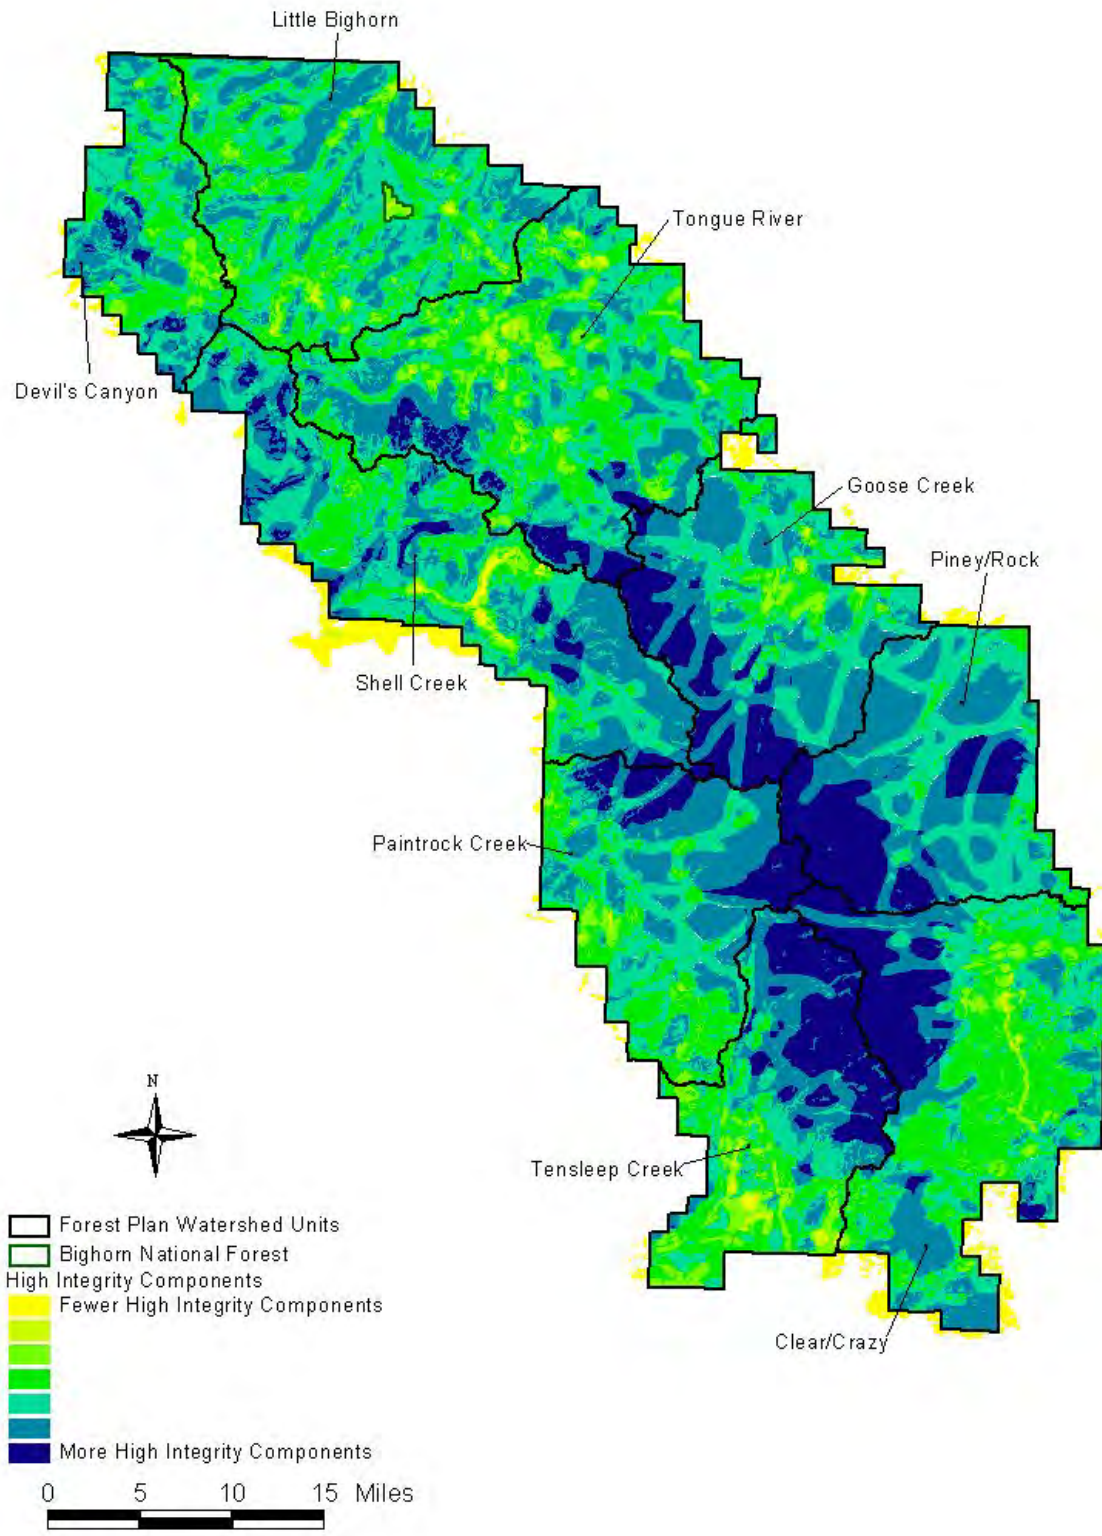 Little Bighorn
Tongue River
Devil's Canyon
Goose Creek
Piney/Rock
Shell Creek
Paintrock Creek
N
Tensleep Creek
Forest Plan Watershed Units
Bighorn National Forest
High Integrity Components
Fewer High Integrity Components
Clear/Crazy
More High Integrity Components
0 5 10 15 Miles